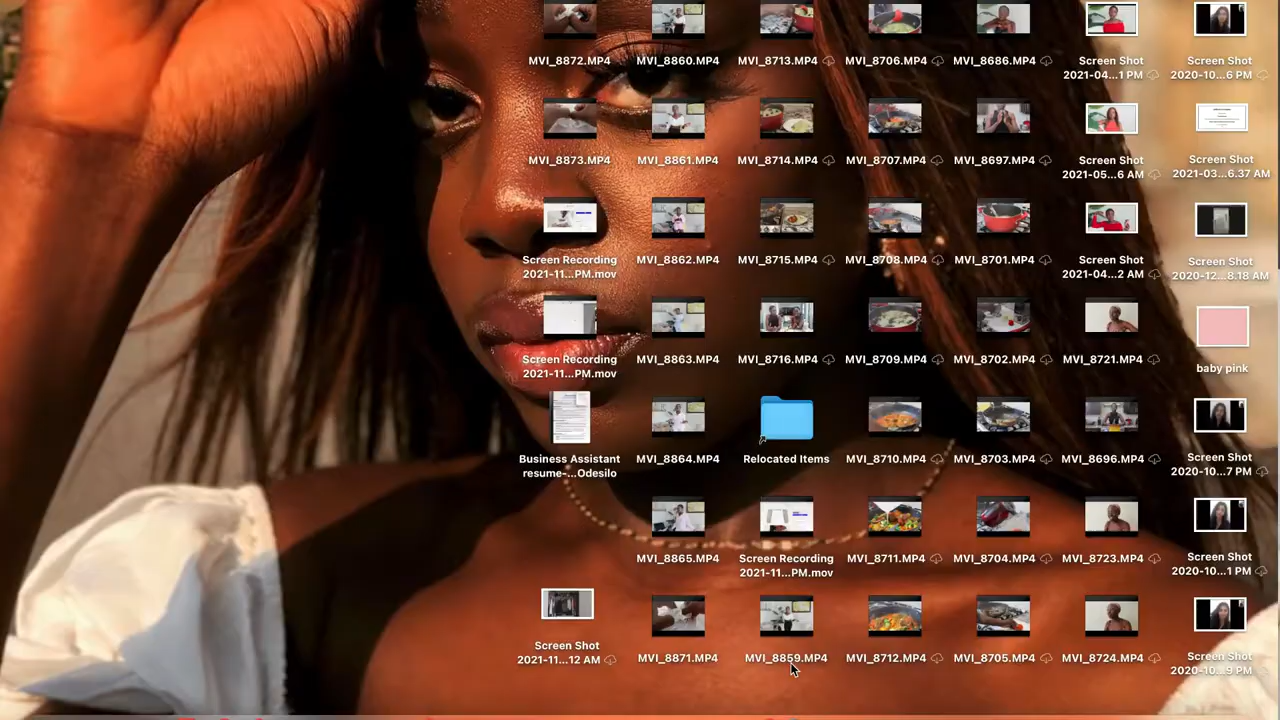 MVI_8872.MP4
MVI_8860.MP4
MVI_8713.MP4
MVI_8706.MP4
MVI_8686.MP4
Screen Shot
2021-04...1 PM
Screen Shot
2020-10...6 PM
MVI_8873.MP4
MVI_8861.MP4
MVI_8714.MP4
MVI_8707.MP4
MVI_8697.MP4
Screen Shot
2021-05...6 AM
Screen Shot
2021-03...6.37 AM
Screen Recording
2021-11...PM.mov
MVI_8862.MP4
MVI_8715.MP4
MVI_8708.MP4
MVI_8701.MP4
Screen Shot
2021-04...2 AM
Screen Shot
2020-12...8.18 AM
Screen Recording
2021-11...PM.mov
MVI_8863.MP4
MVI_8716.MP4
MVI_8709.MP4
MVI_8702.MP4
MVI_8721.MP4
baby pink
Business Assistant
resume-...Odesilo
MVI_8864.MP4
Relocated Items
MVI_8710.MP4
MVI_8703.MP4
MVI_8696.MP4
Screen Shot
2020-10...7 PM
MVI_8865.MP4
Screen Recording
2021-11...PM.mov
MVI_8711.MP4
MVI_8704.MP4
MVI_8723.MP4
Screen Shot
2020-10...1 PM
Screen Shot
2021-11...12 AM
MVI_8871.MP4
MVI_8859.MP4
MVI_8712.MP4
MVI_8705.MP4
MVI_8724.MP4
Screen Shot
2020-10...9 PM